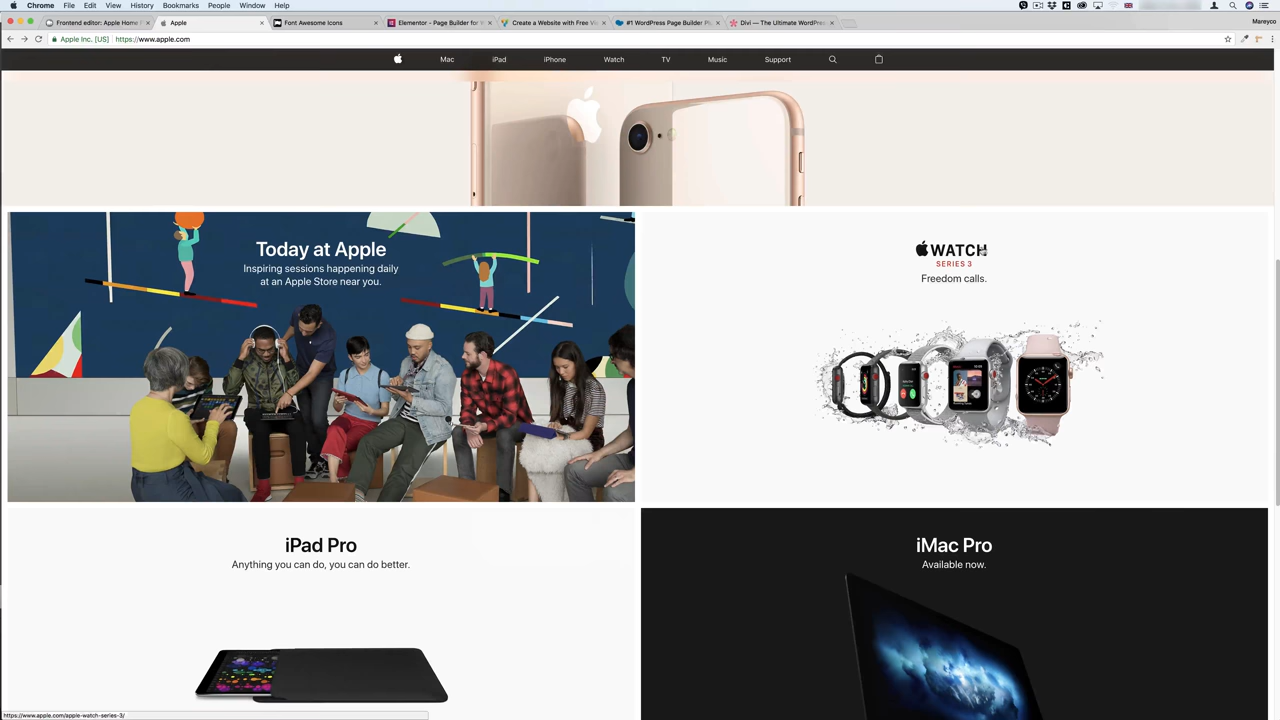 Chrome File Edit View History Bookmarks People Window Help
Frontend editor: Apple Home P
Apple
Font Awesome Icons
Elementor - Page Builder for W
Create a Website with Free Vi
#1 WordPress Page Builder Pl
Divi — The Ultimate WordPres
Mareyco
Apple Inc. [US] https://www.apple.com
Mac iPad iPhone Watch TV Music Support
Today at Apple
Inspiring sessions happening daily
at an Apple Store near you.
WATCH
SERIES 3
Freedom calls.
iPad Pro
Anything you can do, you can do better.
iMac Pro
Available now.
https://www.apple.com/apple-watch-series-3/